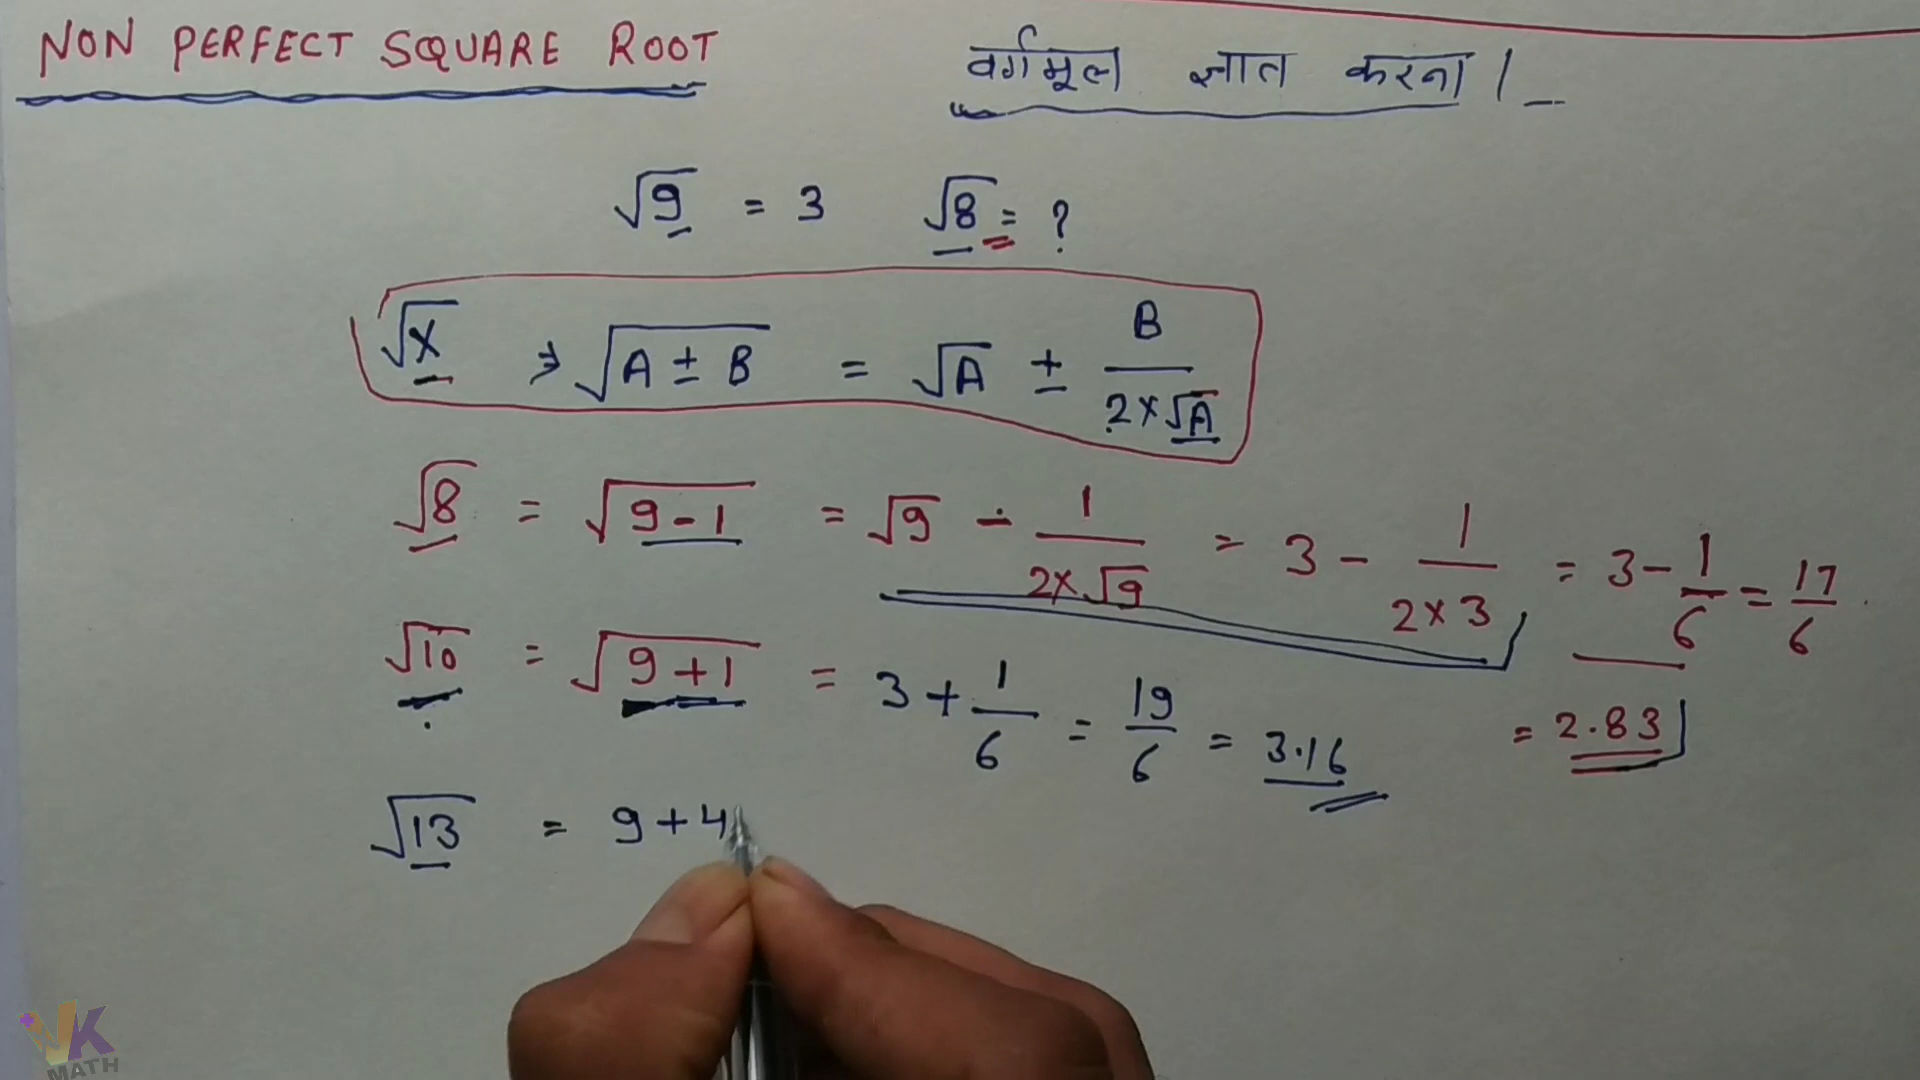 NON PERFECT SQUARE ROOT वर्गमूल ज्ञात करना।_
√9 = 3 √8 = ?
√X ⇒ √(A ± B) = √A ± B/(2×√A)
√8 = √(9-1) = √9 - 1/(2×√9) = 3 - 1/(2×3) = 3 - 1/6 = 17/6
= 2.83
√10 = √(9+1) = 3 + 1/6 = 19/6 = 3.16
√13 = 9+4
VK
MATH